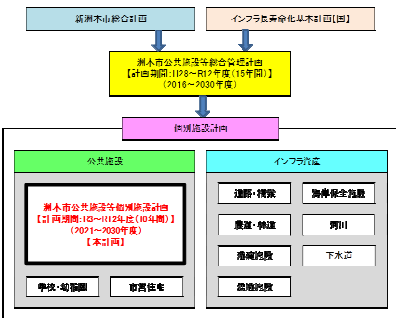 新洲本市総合計画
インフラ長寿命化基本計画【国】
洲本市公共施設等総合管理計画
【計画期間:H28～R12年度(15年間)】
(2016～2030年度)
個別施設計画
公共施設
洲本市公共施設等個別施設計画
【計画期間:R3～R12年度(10年間)】
(2021～2030年度)
【本計画】
学校・幼稚園
市営住宅
インフラ資産
道路・橋梁
海岸保全施設
農道・林道
河川
港湾施設
下水道
漁港施設